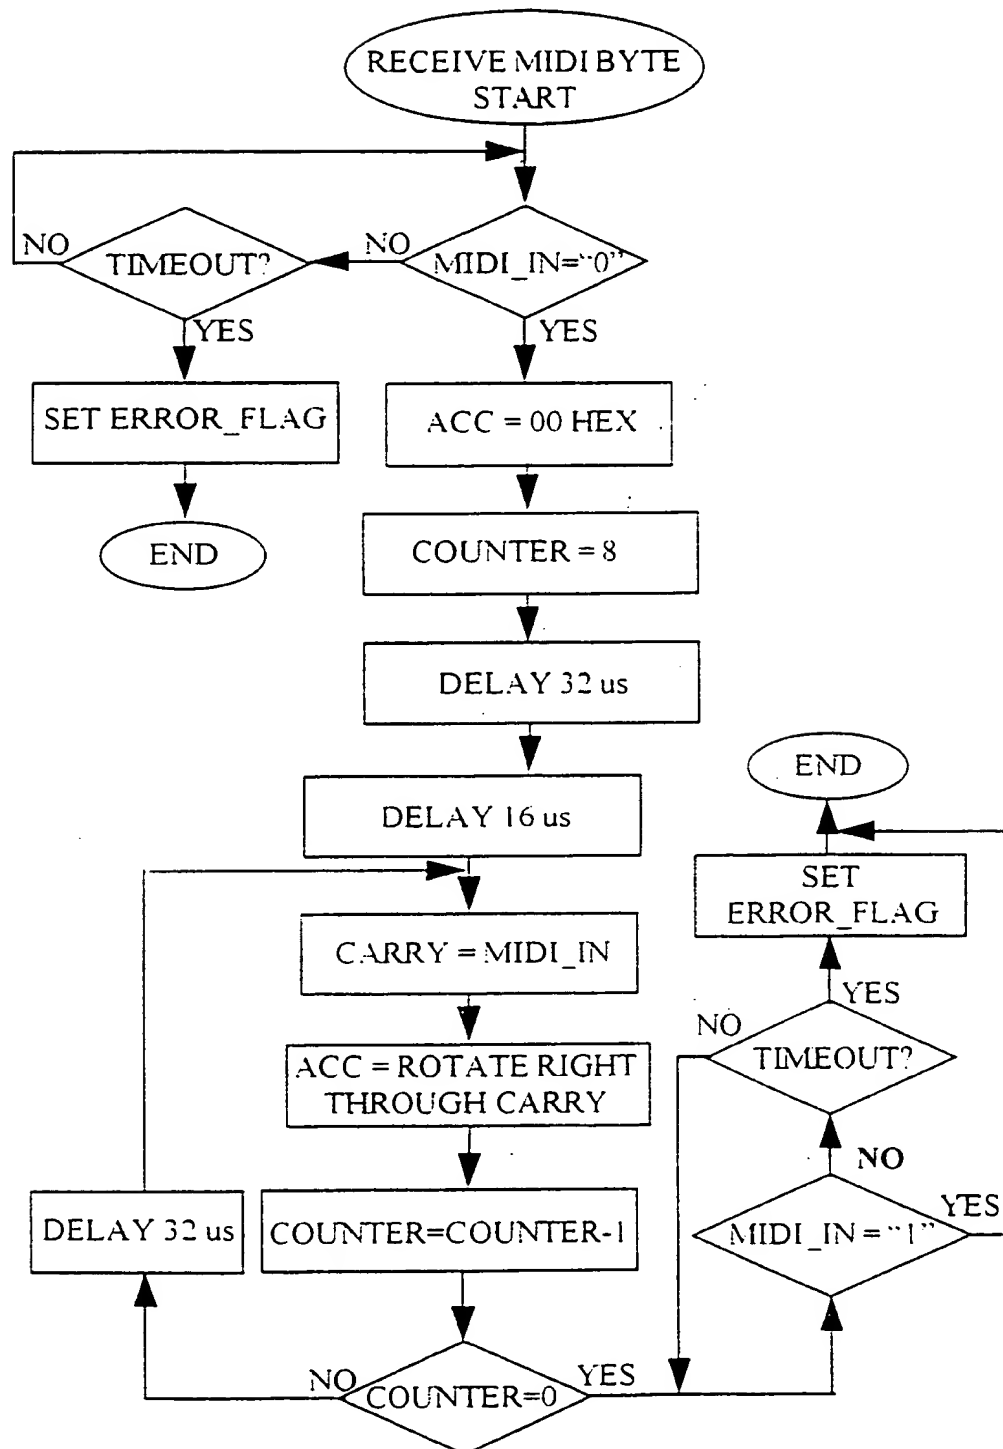 RECEIVE MIDI BYTE
START
NO
TIMEOUT?
NO
MIDI_IN="0"
YES
YES
SET ERROR_FLAG
ACC = 00 HEX
END
COUNTER = 8
DELAY 32 us
DELAY 16 us
END
SET
ERROR_FLAG
CARRY = MIDI_IN
YES
NO
TIMEOUT?
ACC = ROTATE RIGHT
THROUGH CARRY
NO
YES
DELAY 32 us
COUNTER=COUNTER-1
MIDI_IN = "1"
NO
COUNTER=0
YES